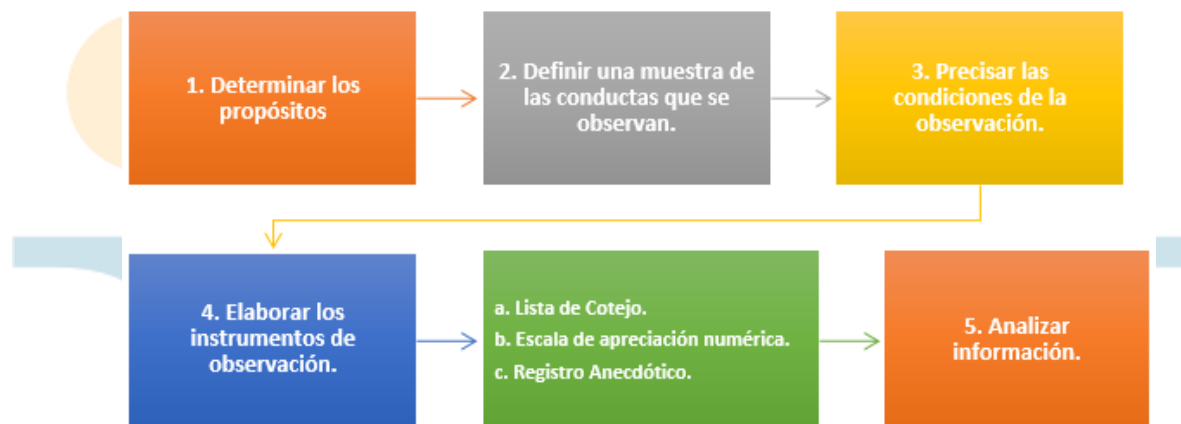 1. Determinar los
propósitos
2. Definir una muestra de
las conductas que se
observan.
3. Precisar las
condiciones de la
observación.
4. Elaborar los
instrumentos de
observación.
a. Lista de Cotejo.
b. Escala de apreciación numérica.
c. Registro Anecdótico.
5. Analizar
información.